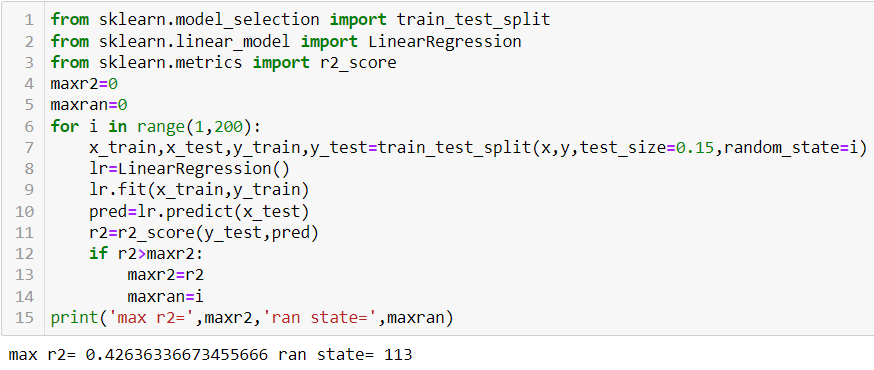 1 from sklearn.model_selection import train_test_split
2 from sklearn.linear_model import LinearRegression
3 from sklearn.metrics import r2_score
4 maxr2=0
5 maxran=0
6 for i in range(1,200):
7     x_train,x_test,y_train,y_test=train_test_split(x,y,test_size=0.15,random_state=i)
8     lr=LinearRegression()
9     lr.fit(x_train,y_train)
10     pred=lr.predict(x_test)
11     r2=r2_score(y_test,pred)
12     if r2>maxr2:
13         maxr2=r2
14         maxran=i
15 print('max r2=',maxr2,'ran state=',maxran)
max r2= 0.42636336673455666 ran state= 113